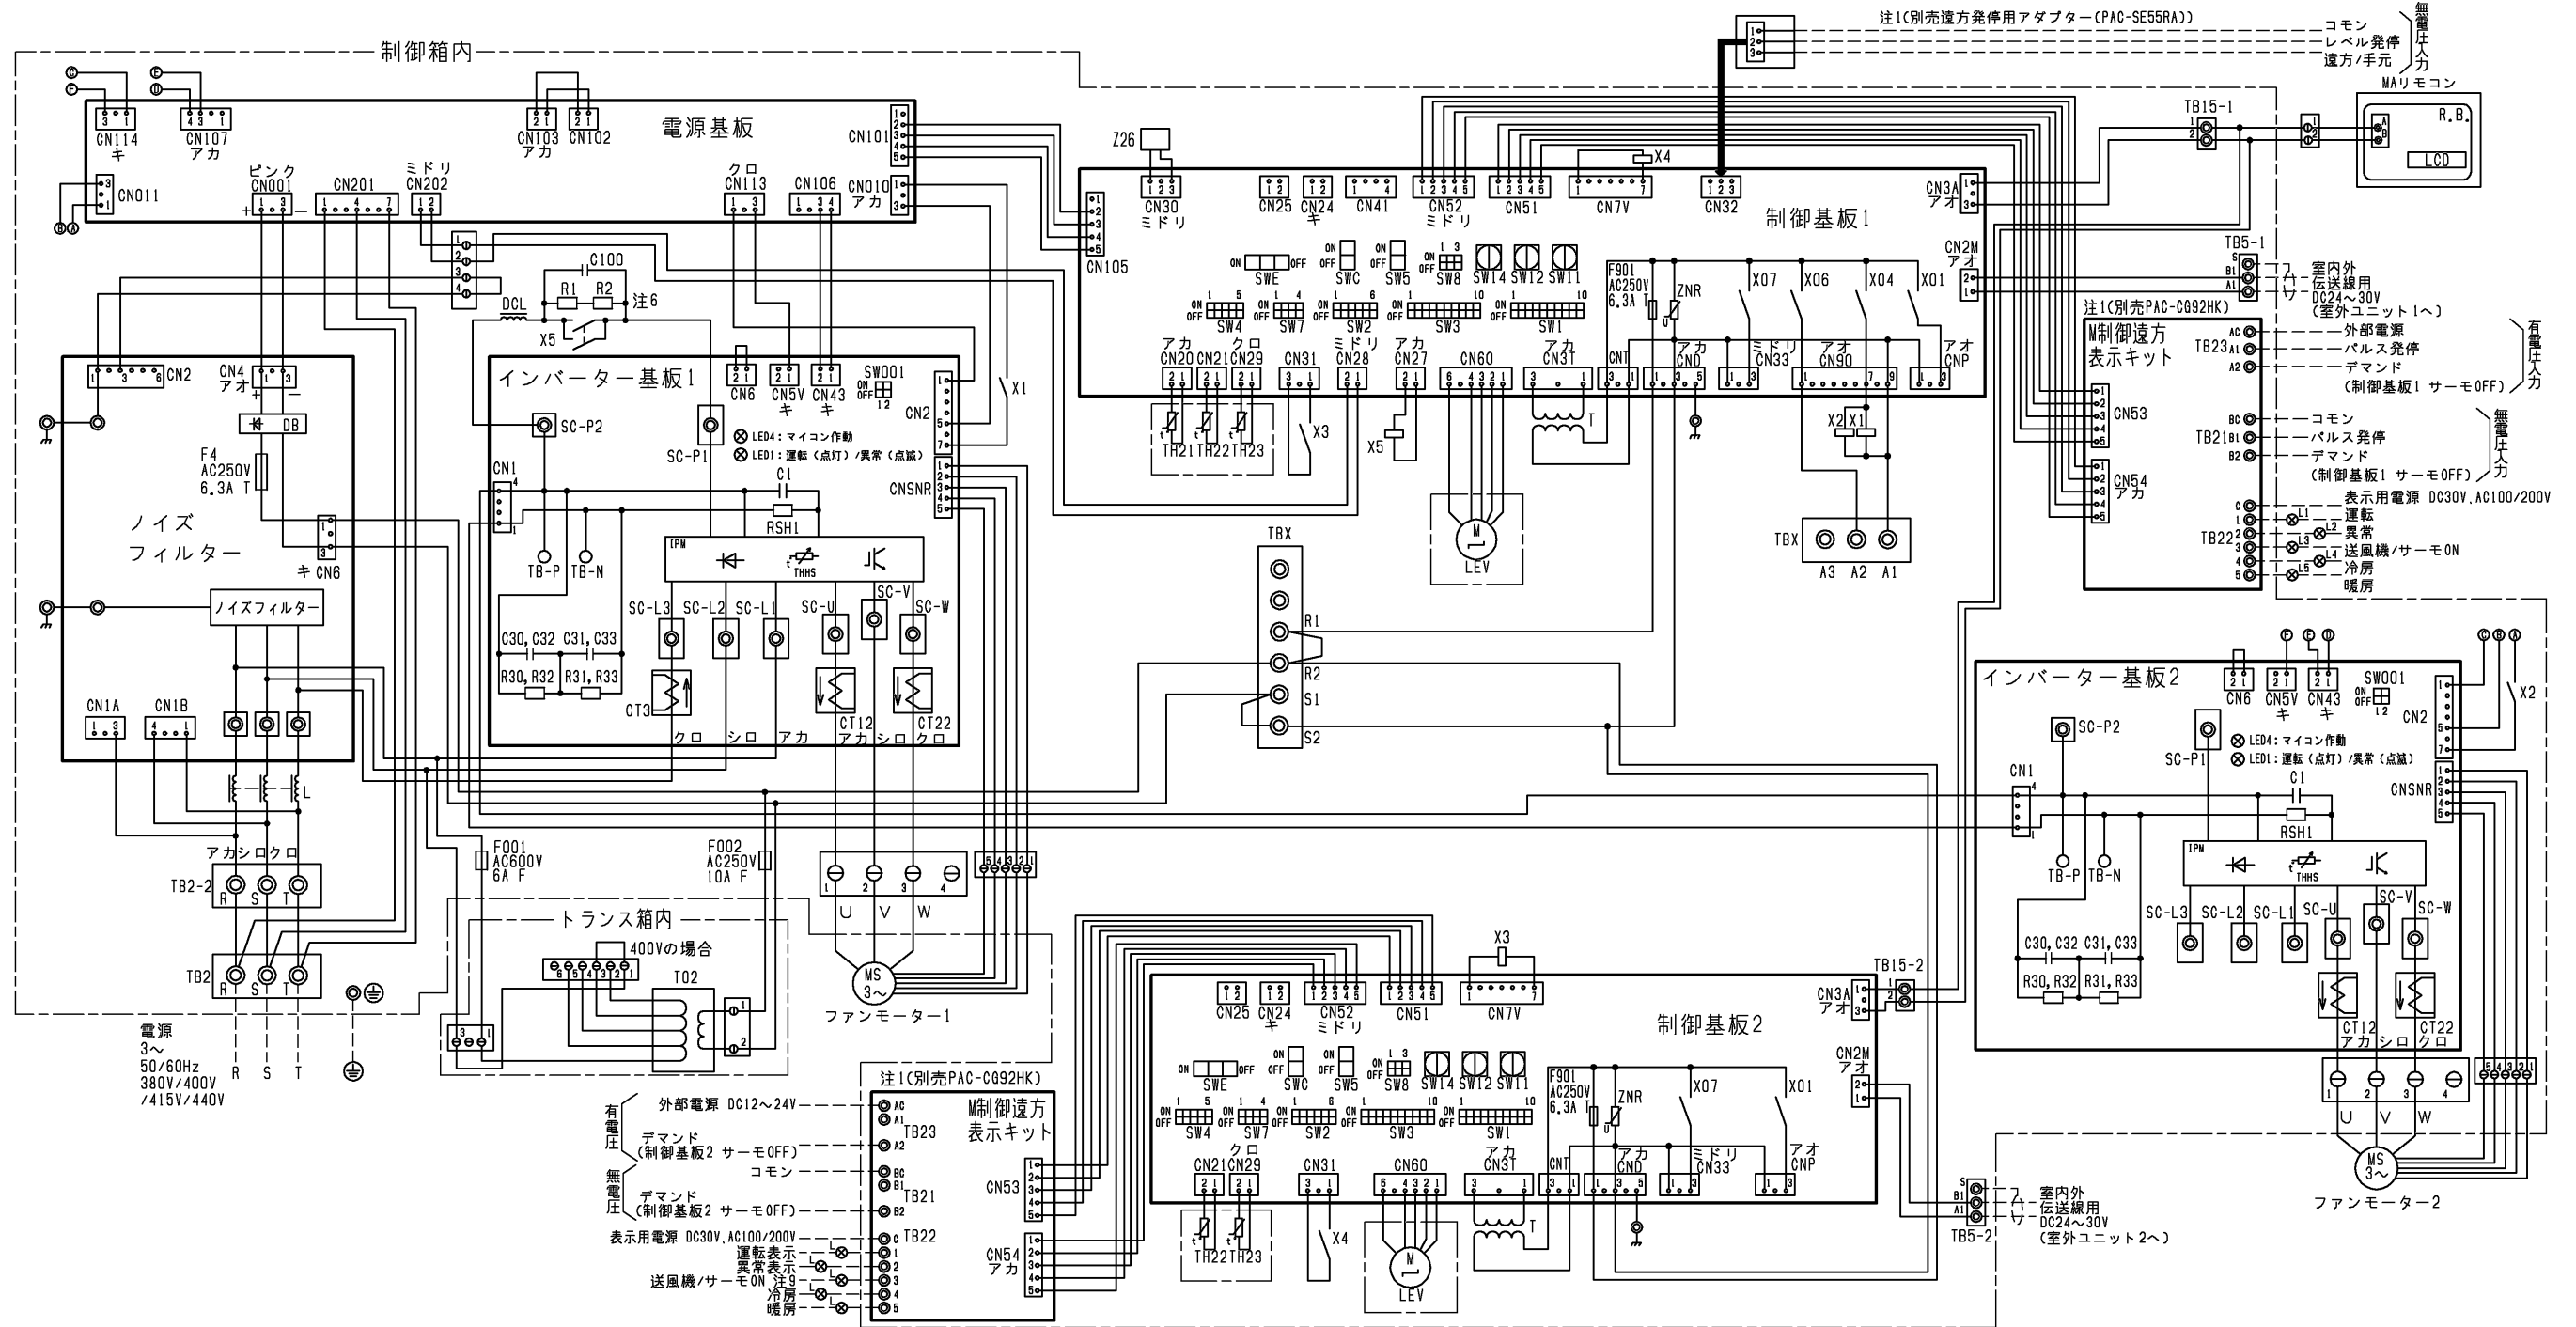 制御箱内
注1(別売遠方発停用アダプター(PAC-SE55RA))
コモン
レベル発停
遠方/手元
無電圧入力
MAリモコン
R.B.
LCD
TB15-1
電源基板
CN114
キ
CN107
アカ
CN103
アカ
CN102
CN101
CN011
ピンク
CN001
CN201
ミドリ
CN202
クロ
CN113
CN106
CN010
アカ
Z26
CN30
ミドリ
CN25
CN24
キ
CN41
CN52
ミドリ
CN51
CN7V
X4
CN32
制御基板1
CN3A
アオ
CN2M
アオ
CN105
SWE
SWC
SW5
SW8
SW14
SW12
SW11
SW4
SW7
SW2
SW3
SW1
F901
AC250V
6.3A T
ZNR
X07
X06
X04
X01
アカ
CN20
CN21
クロ
CN29
CN31
ミドリ
CN28
アカ
CN27
CN60
アカ
CN3T
CNT
アカ
CND
ミドリ
CN33
アオ
CN90
アオ
CNP
TH21
TH22
TH23
X3
X5
M
LEV
T
X2
X1
TBX
A3 A2 A1
TB5-1
室内外
伝送線用
DC24～30V
(室外ユニット1へ)
注1(別売PAC-CG92HK)
M制御遠方
表示キット
TB23
外部電源
パルス発停
デマンド
(制御基板1 サーモOFF)
有電圧入力
TB21
コモン
パルス発停
デマンド
(制御基板1 サーモOFF)
無電圧入力
CN53
CN54
アカ
表示用電源 DC30V、AC100/200V
TB22
運転
異常
送風機/サーモON
冷房
暖房
L1
L2
L3
L4
L5
C100
R1
R2
注6
DCL
X5
X1
CN2
CN4
アオ
DB
F4
AC250V
6.3A T
ノイズ
フィルター
キ CN6
ノイズフィルター
CN1A
CN1B
L
アカシロクロ
TB2-2
R S T
TB2
R S T
電源
3～
50/60Hz
380V/400V
/415V/440V
R S T
インバーター基板1
CN6
CN5V
キ
CN43
キ
SW001
CN2
SC-P2
SC-P1
LED4：マイコン作動
LED1：運転（点灯）/異常（点滅）
CN1
C1
RSH1
CNSNR
TB-P
TB-N
IPM
THHS
SC-L3
SC-L2
SC-L1
SC-U
SC-V
SC-W
C30,C32
C31,C33
R30,R32
R31,R33
CT3
CT12
CT22
クロ
シロ
アカ
アカ
シロ
クロ
TBX
R1
R2
S1
S2
F001
AC600V
6A F
F002
AC250V
10A F
トランス箱内
400Vの場合
T02
U V W
MS
3～
ファンモーター1
インバーター基板2
CN6
CN5V
キ
CN43
キ
SW001
CN2
X2
SC-P2
SC-P1
LED4：マイコン作動
LED1：運転（点灯）/異常（点滅）
CN1
C1
RSH1
CNSNR
TB-P
TB-N
IPM
THHS
SC-L3
SC-L2
SC-L1
SC-U
SC-V
SC-W
C30,C32
C31,C33
R30,R32
R31,R33
CT12
CT22
アカ
シロ
クロ
U V W
MS
3～
ファンモーター2
X3
CN25
CN24
キ
CN52
ミドリ
CN51
CN7V
制御基板2
CN3A
アオ
TB15-2
CN2M
アオ
SWE
SWC
SW5
SW8
SW14
SW12
SW11
SW4
SW7
SW2
SW3
SW1
F901
AC250V
6.3A T
ZNR
X07
X01
CN21
クロ
CN29
CN31
CN60
アカ
CN3T
CNT
アカ
CND
ミドリ
CN33
アオ
CNP
TH22
TH23
X4
M
LEV
T
TB5-2
室内外
伝送線用
DC24～30V
(室外ユニット2へ)
注1(別売PAC-CG92HK)
M制御遠方
表示キット
有電圧
外部電源 DC12～24V
デマンド
(制御基板2 サーモOFF)
TB23
無電圧
コモン
デマンド
(制御基板2 サーモOFF)
TB21
CN53
CN54
アカ
表示用電源 DC30V、AC100/200V
TB22
運転表示
異常表示
送風機/サーモON 注9
冷房
暖房